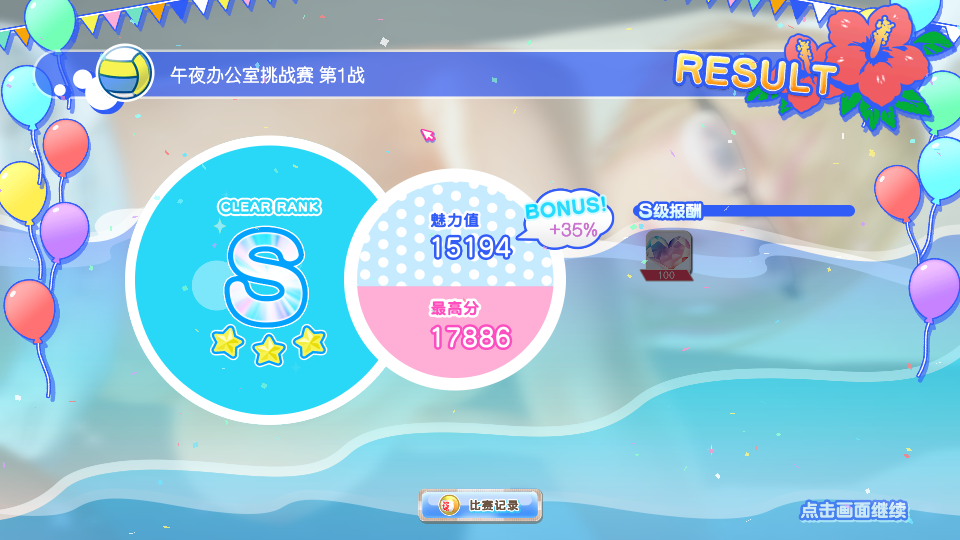 午夜办公室挑战赛 第1战
RESULT
CLEAR RANK
S
魅力值
15194
BONUS!
+35%
最高分
17886
S级报酬
100
比赛记录
点击画面继续